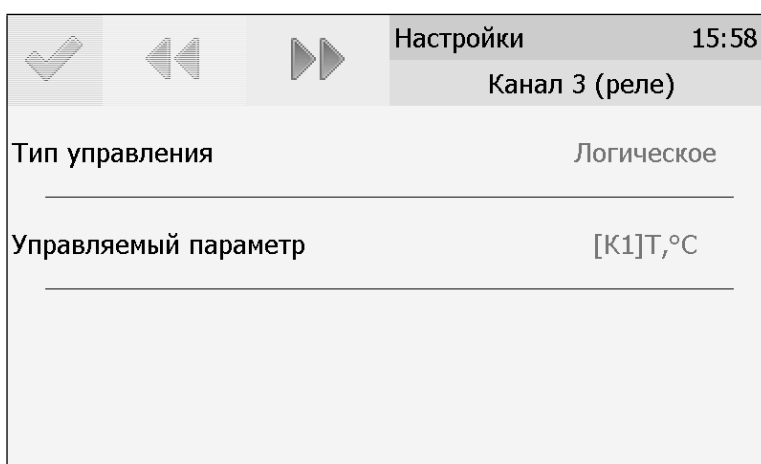 Настройки 15:58
Канал 3 (реле)
Тип управления Логическое
Управляемый параметр [К1]Т,°С